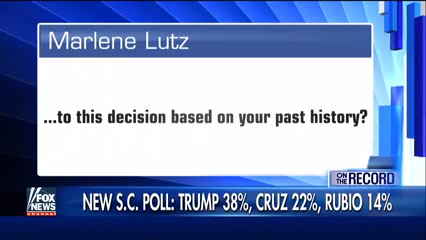 Marlene Lutz
...to this decision based on your past history?
ON
THE RECORD
FOX
NEWS
channel
NEW S.C. POLL: TRUMP 38%, CRUZ 22%, RUBIO 14%